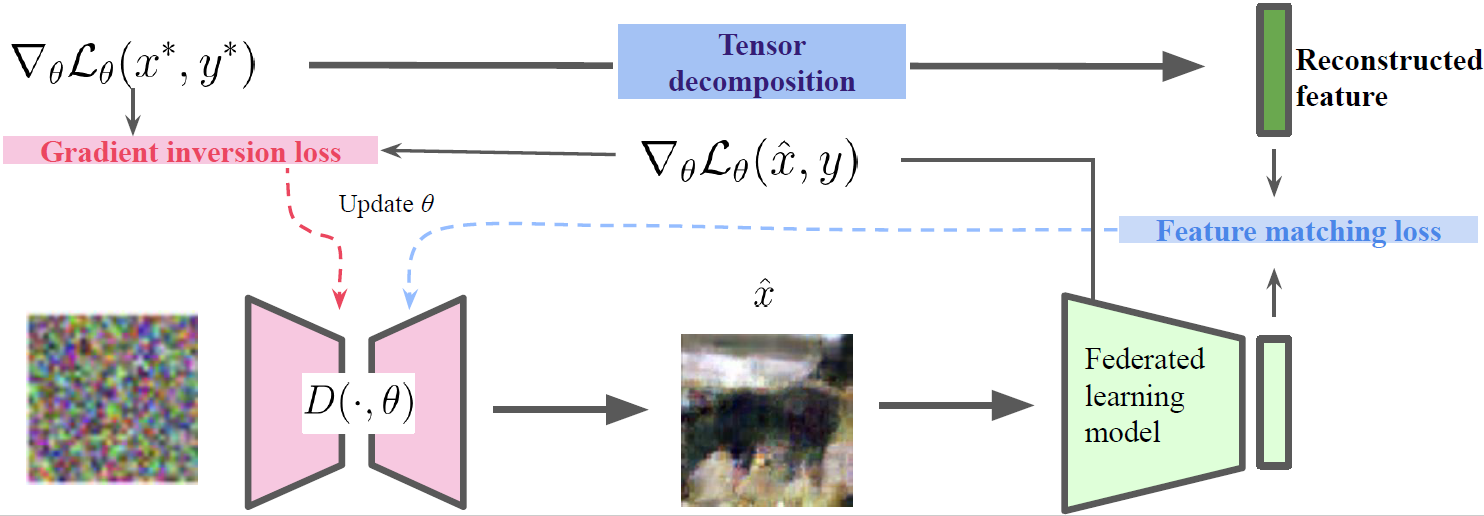 ∇θℒθ(x*, y*)
Tensor
decomposition
Reconstructed
feature
Gradient inversion loss
∇θℒθ(x̂, y)
Update θ
Feature matching loss
x̂
D(·, θ)
Federated
learning
model